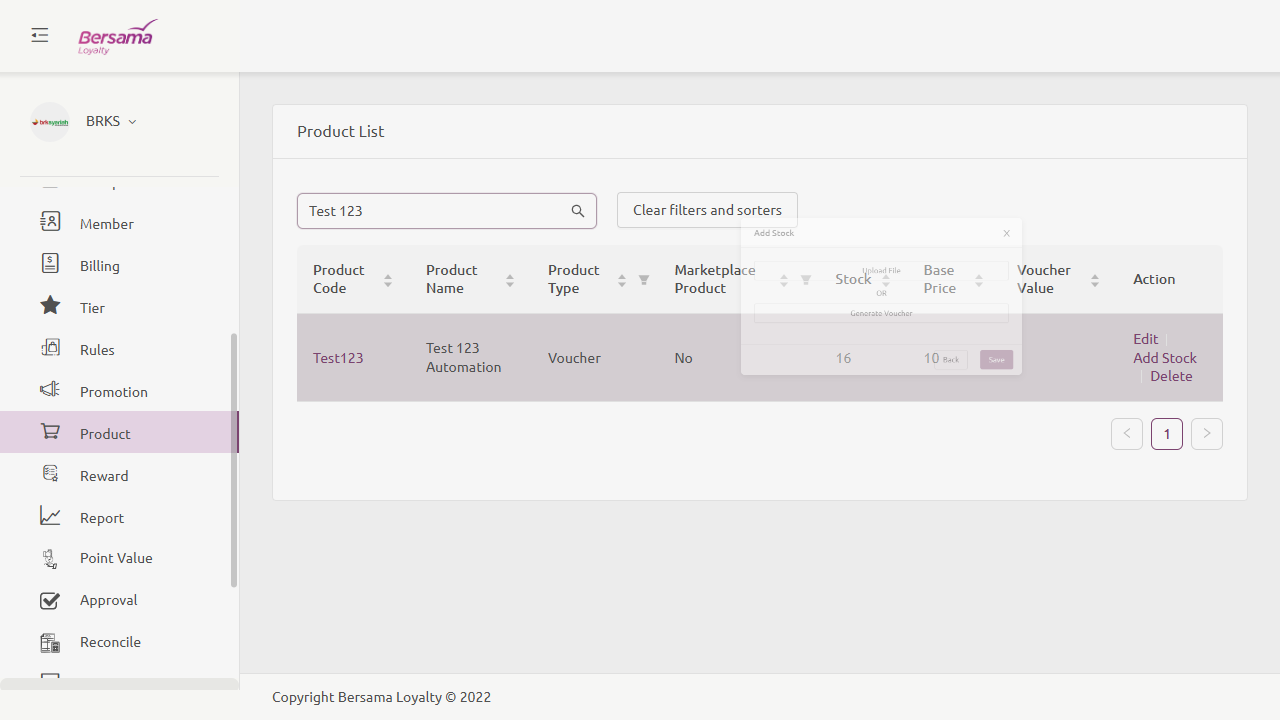 Bersama
Loyalty
brksyariah
BRKS
Member
Billing
Tier
Rules
Promotion
Product
Reward
Report
Point Value
Approval
Reconcile
Product List
Test 123
Clear filters and sorters
Add Stock
X
Upload File
OR
Generate Voucher
Back
Save
Product Code
Product Name
Product Type
Marketplace Product
Stock
Base Price
Voucher Value
Action
Test123
Test 123 Automation
Voucher
No
16
10
Edit
Add Stock
Delete
< 1 >
Copyright Bersama Loyalty © 2022